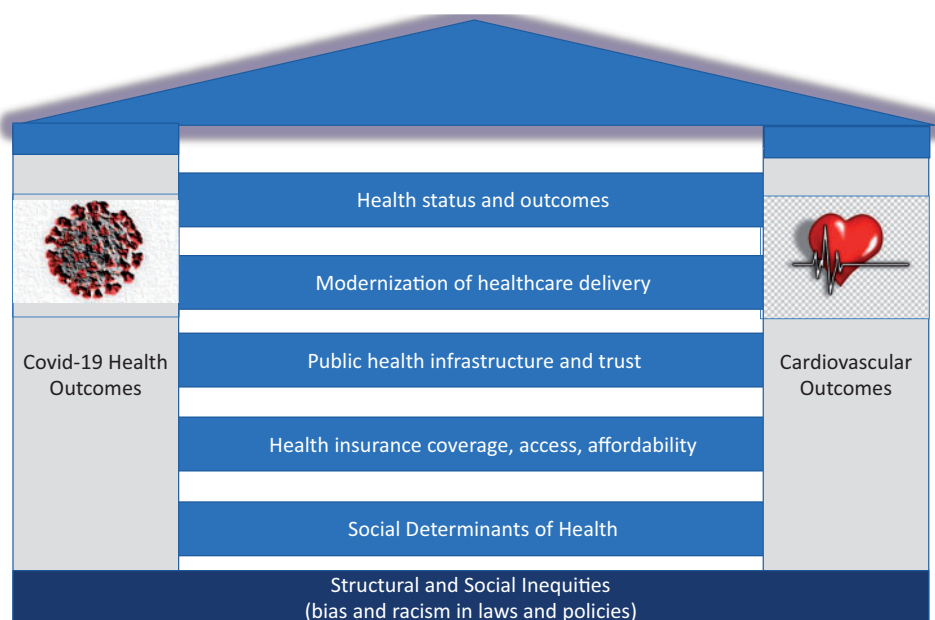 Health status and outcomes
Modernization of healthcare delivery
Public health infrastructure and trust
Health insurance coverage, access, affordability
Social Determinants of Health
Covid-19 Health
Outcomes
Cardiovascular
Outcomes
Structural and Social Inequities
(bias and racism in laws and policies)